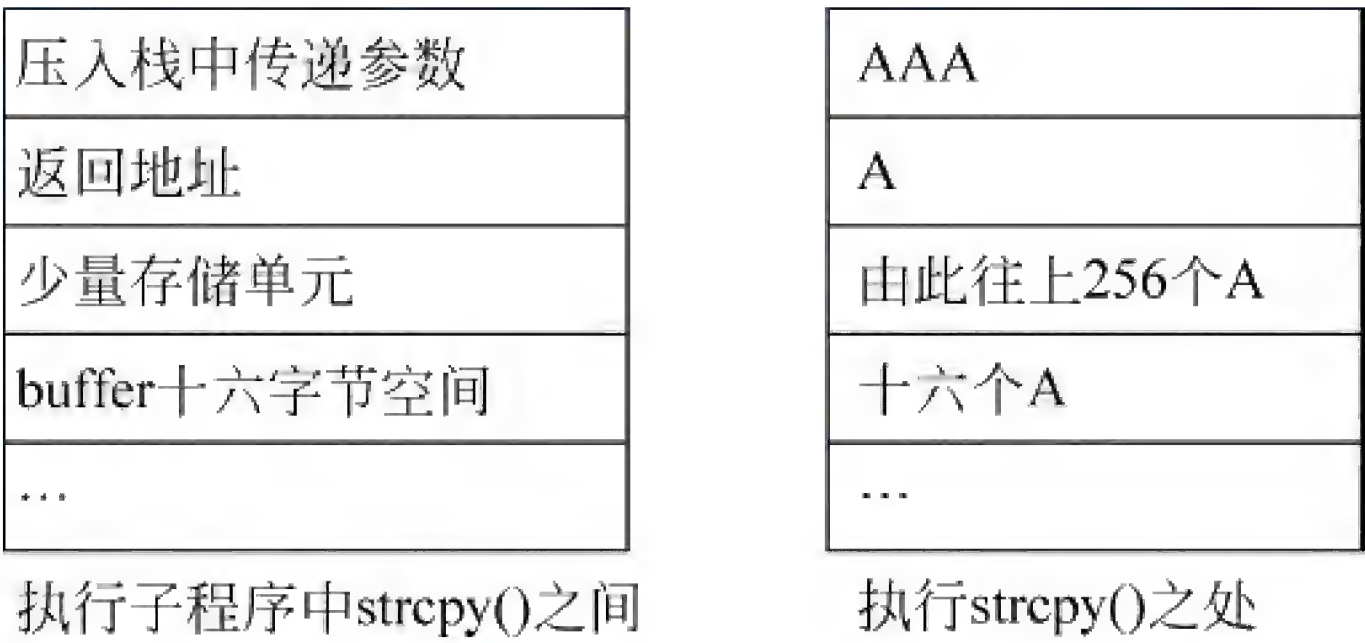 压入栈中传递参数
返回地址
少量存储单元
buffer十六字节空间
…
执行子程序中strcpy()之间
AAA
A
由此往上256个A
十六个A
…
执行strcpy()之处